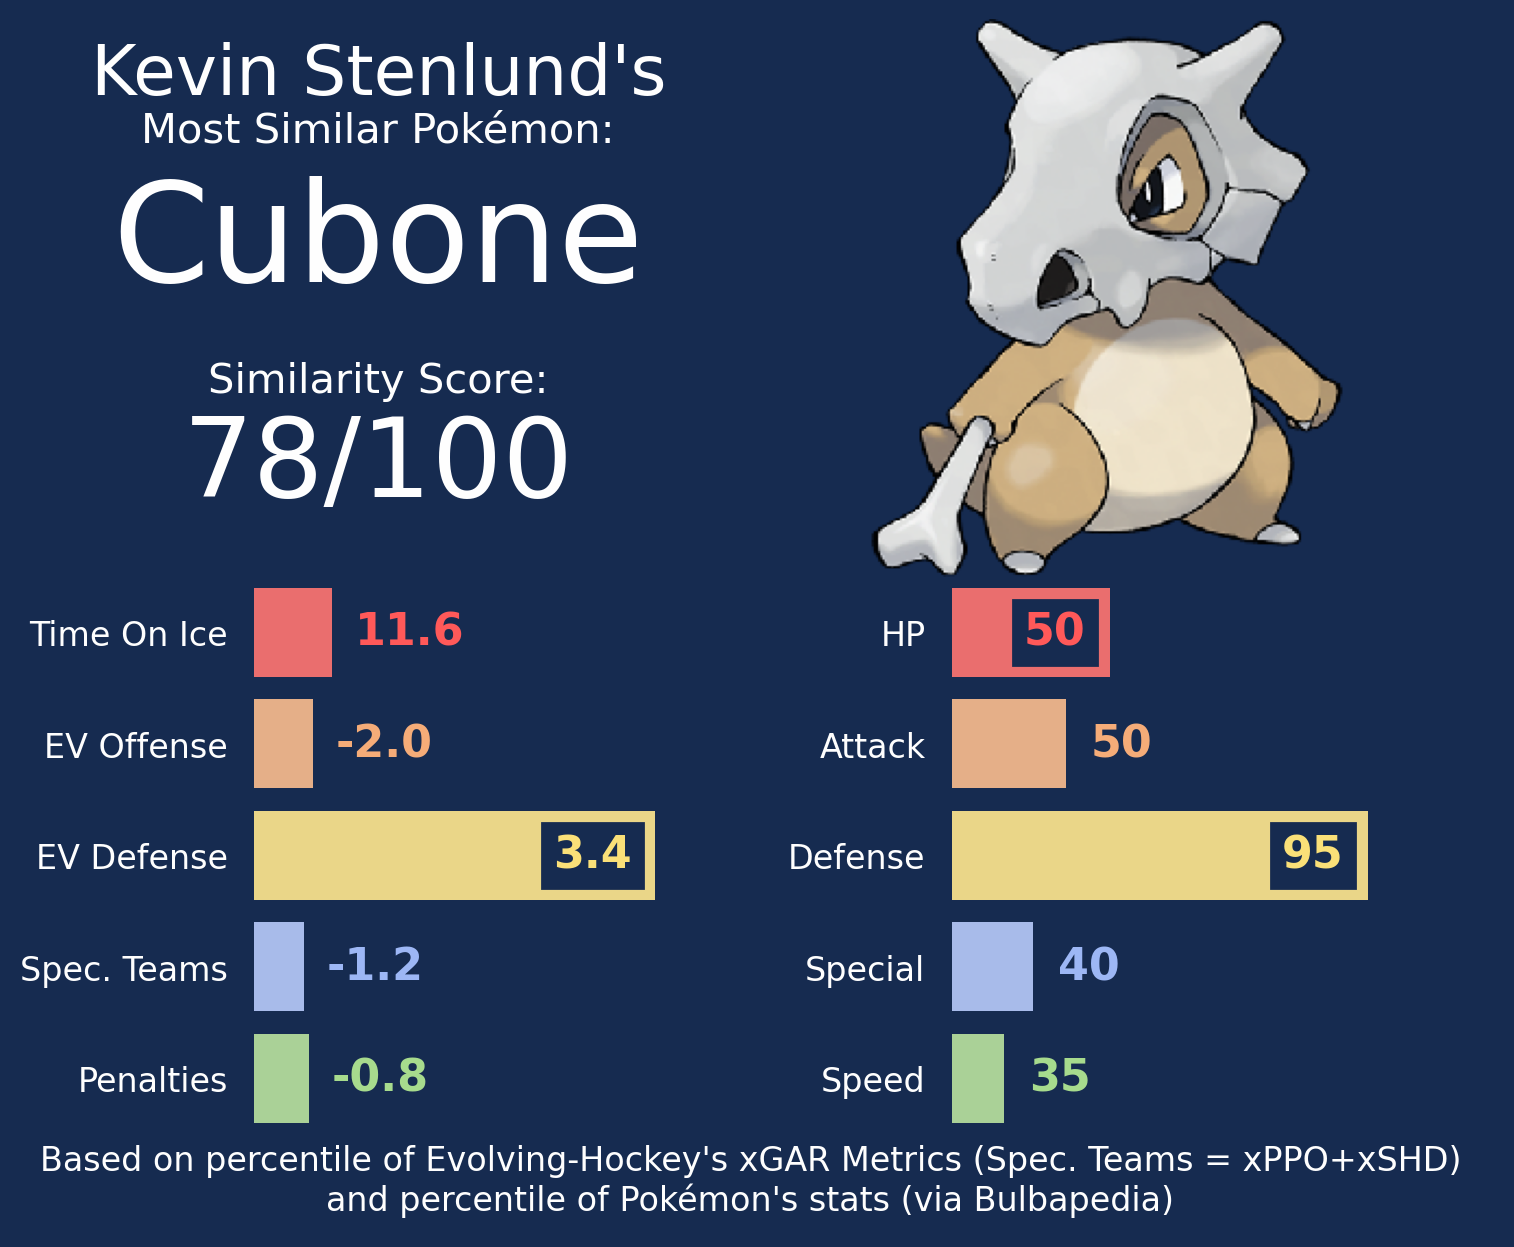 Kevin Stenlund's
Most Similar Pokémon:
Cubone
Similarity Score:
78/100
Time On Ice 11.6
EV Offense -2.0
EV Defense 3.4
Spec. Teams -1.2
Penalties -0.8
HP 50
Attack 50
Defense 95
Special 40
Speed 35
Based on percentile of Evolving-Hockey's xGAR Metrics (Spec. Teams = xPPO+xSHD)
and percentile of Pokémon's stats (via Bulbapedia)